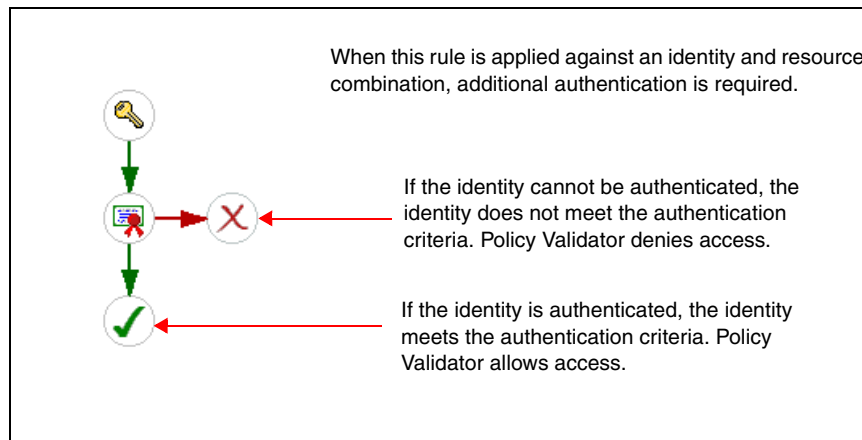 When this rule is applied against an identity and resource
combination, additional authentication is required.
If the identity cannot be authenticated, the
identity does not meet the authentication
criteria. Policy Validator denies access.
If the identity is authenticated, the identity
meets the authentication criteria. Policy
Validator allows access.